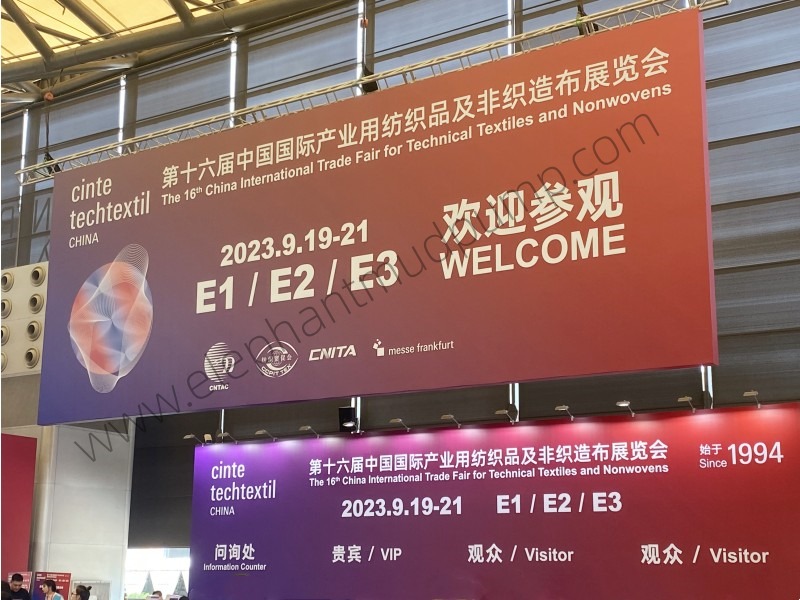 cinte
techtextil
CHINA
第十六届中国国际产业用纺织品及非织造布展览会
The 16th China International Trade Fair for Technical Textiles and Nonwovens
2023.9.19-21
E1 / E2 / E3
欢迎参观
WELCOME
CNTAC
CCPIT TEX
CNITA
messe frankfurt
www.elephantmudpump.com
cinte
techtextil
CHINA
第十六届中国国际产业用纺织品及非织造布展览会
The 16th China International Trade Fair for Technical Textiles and Nonwovens
始于
Since 1994
2023.9.19-21 E1 / E2 / E3
问询处
Information Counter
贵宾 / VIP
观众 / Visitor
观众 / Visitor